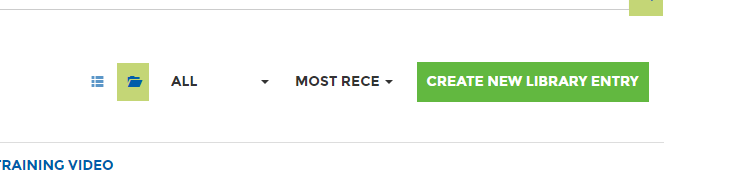 ALL MOST RECE CREATE NEW LIBRARY ENTRY
TRAINING VIDEO